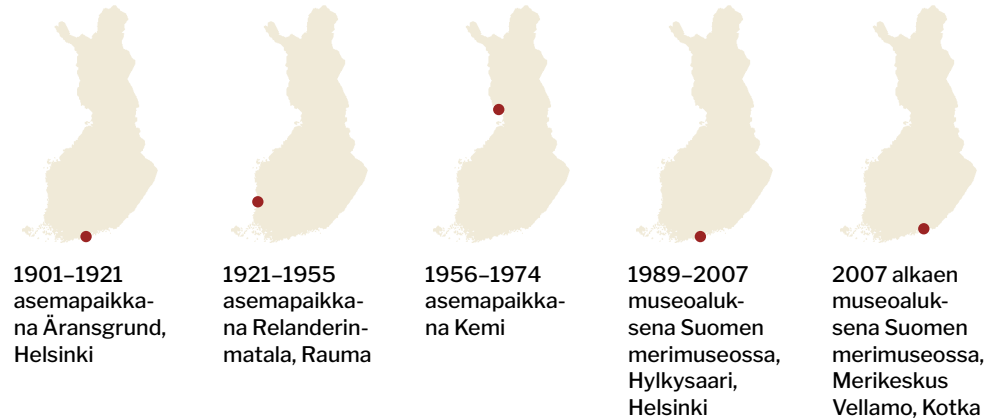 1901–1921
asemapaikka-
na Äransgrund,
Helsinki
1921–1955
asemapaikka-
na Relanderin-
matala, Rauma
1956–1974
asemapaikka-
na Kemi
1989–2007
museoaluk-
sena Suomen
merimuseossa,
Hylkysaari,
Helsinki
2007 alkaen
museoaluk-
sena Suomen
merimuseossa,
Merikeskus
Vellamo, Kotka